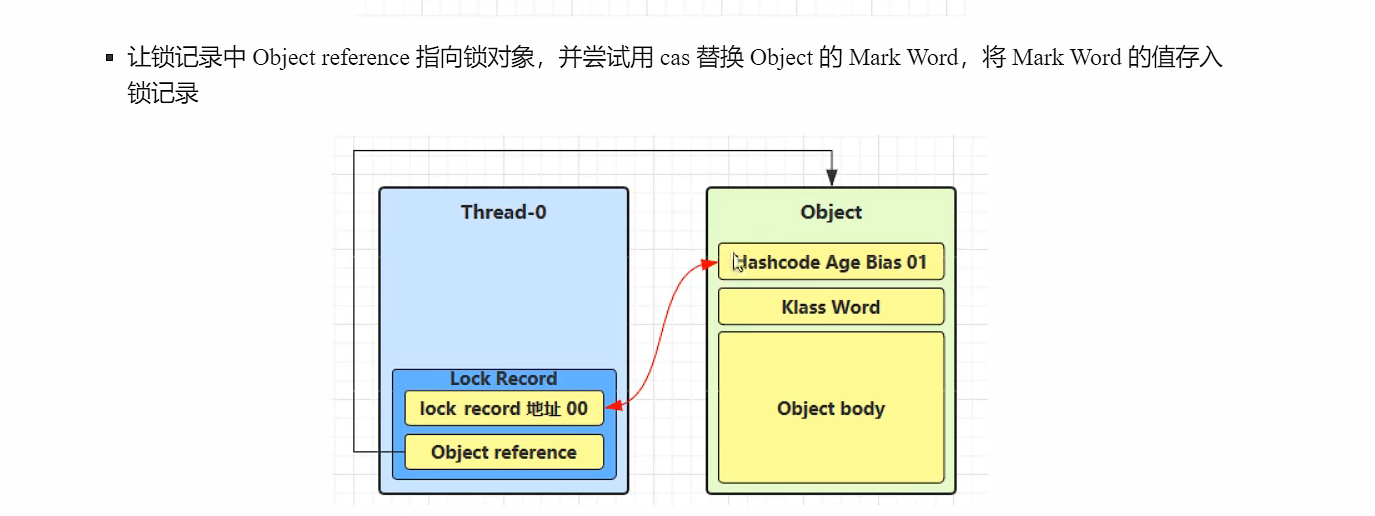 让锁记录中 Object reference 指向锁对象，并尝试用 cas 替换 Object 的 Mark Word，将 Mark Word 的值存入
锁记录
Thread-0
Object
Hashcode Age Bias 01
Klass Word
Lock Record
lock record 地址 00
Object body
Object reference